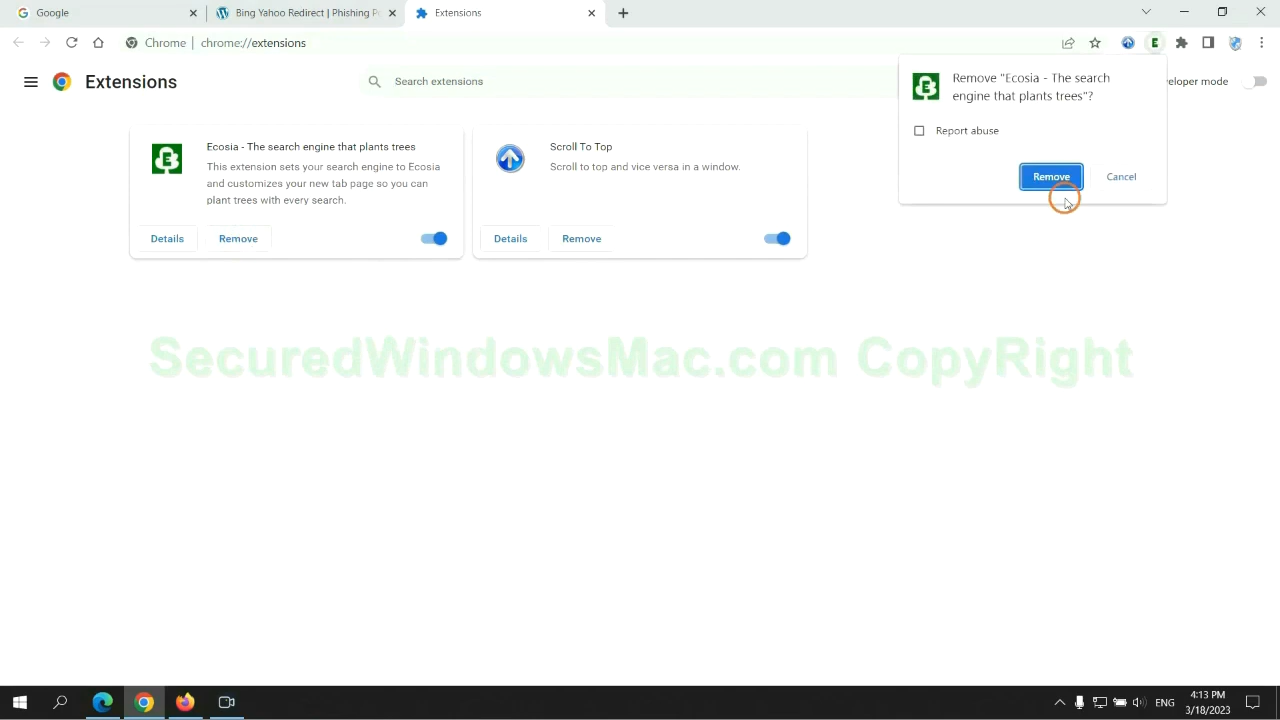 Google
Bing Yahoo Redirect | Phishing P
Extensions
Chrome
chrome://extensions
Extensions
Search extensions
eloper mode
Remove "Ecosia - The search
engine that plants trees"?
Report abuse
Remove
Cancel
Ecosia - The search engine that plants trees
This extension sets your search engine to Ecosia
and customizes your new tab page so you can
plant trees with every search.
Details
Remove
Scroll To Top
Scroll to top and vice versa in a window.
Details
Remove
SecuredWindowsMac.com CopyRight
ENG
4:13 PM
3/18/2023